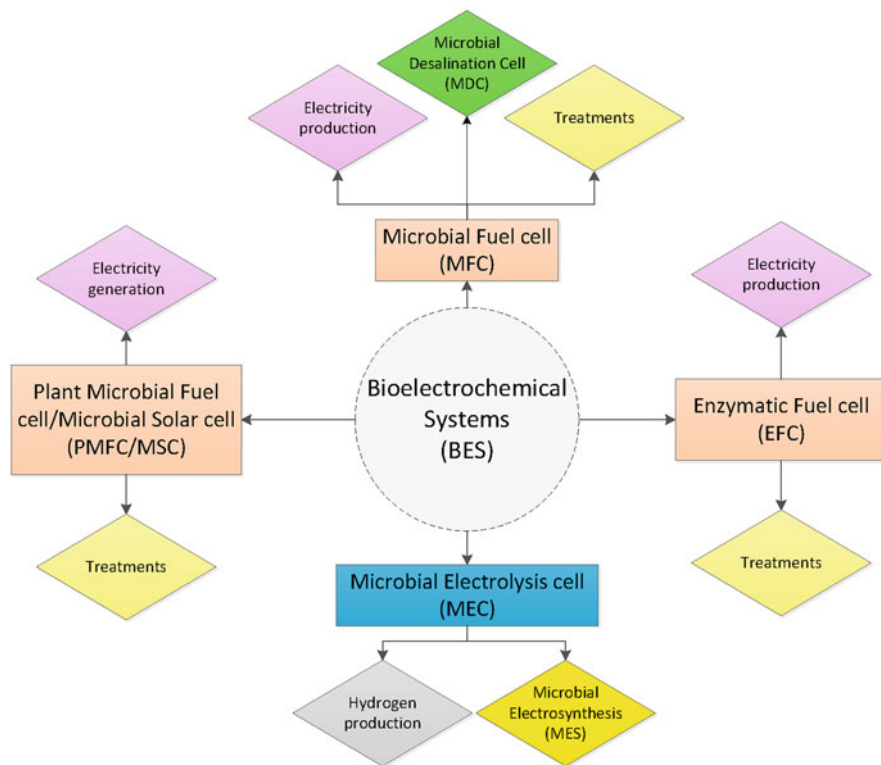 Microbial
Desalination Cell
(MDC)
Electricity
production
Treatments
Microbial Fuel cell
(MFC)
Electricity
generation
Electricity
production
Plant Microbial Fuel
cell/Microbial Solar cell
(PMFC/MSC)
Bioelectrochemical
Systems
(BES)
Enzymatic Fuel cell
(EFC)
Treatments
Treatments
Microbial Electrolysis cell
(MEC)
Hydrogen
production
Microbial
Electrosynthesis
(MES)